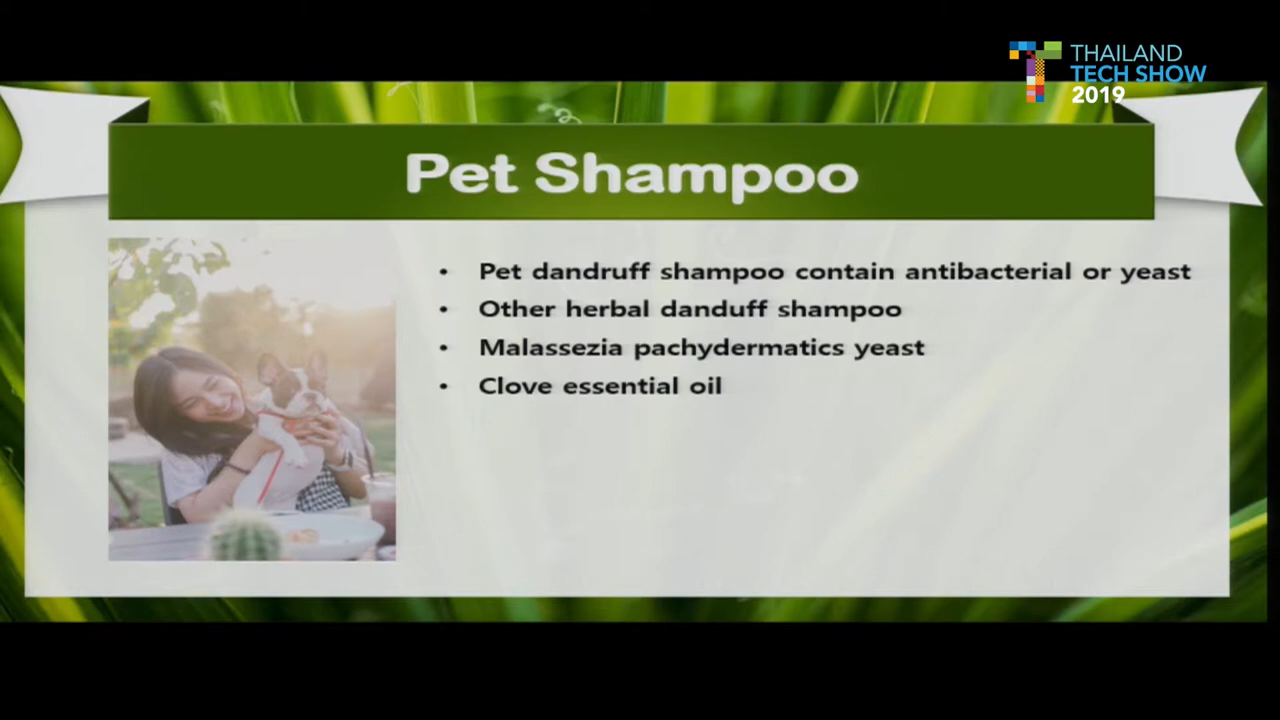 THAILAND
TECH SHOW
2019
Pet Shampoo
• Pet dandruff shampoo contain antibacterial or yeast
• Other herbal danduff shampoo
• Malassezia pachydermatics yeast
• Clove essential oil